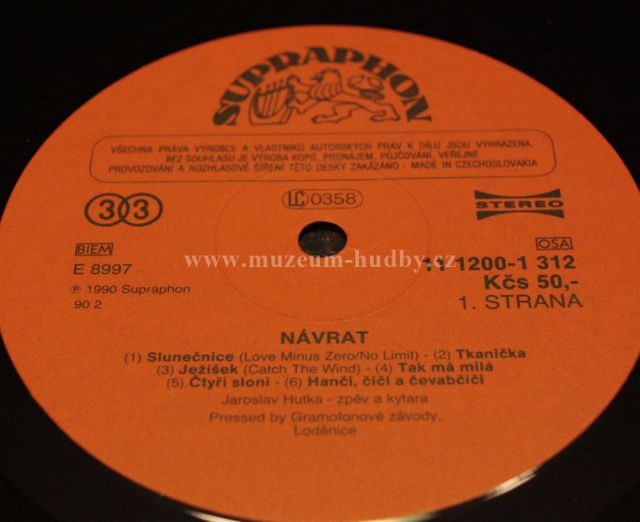 SUPRAPHON
VŠECHNA PRÁVA VÝROBCE A VLASTNÍKŮ AUTORSKÝCH PRÁV K DÍLU JSOU VYHRAZENA.
BEZ SOUHLASU JE VÝROBA KOPIÍ, PRONÁJEM, PŮJČOVÁNÍ, VEŘEJNÉ
PROVOZOVÁNÍ A ROZHLASOVÉ ŠÍŘENÍ TÉTO DESKY ZAKÁZÁNO - MADE IN CZECHOSLOVAKIA
33 LC 0358 STEREO
BIEM OSA
www.muzeum-hudby.cz
E 8997 11 1200-1 312
℗ 1990 Supraphon Kčs 50,-
90 2 1. STRANA
NÁVRAT
(1) Slunečnice (Love Minus Zero/No Limit) - (2) Tkanička
(3) Ježíšek (Catch The Wind) - (4) Tak má milá
(5) Čtyři sloni - (6) Hanči, čiči a čevabčiči
Jaroslav Hutka - zpěv a kytara
Pressed by Gramofonové závody,
Loděnice